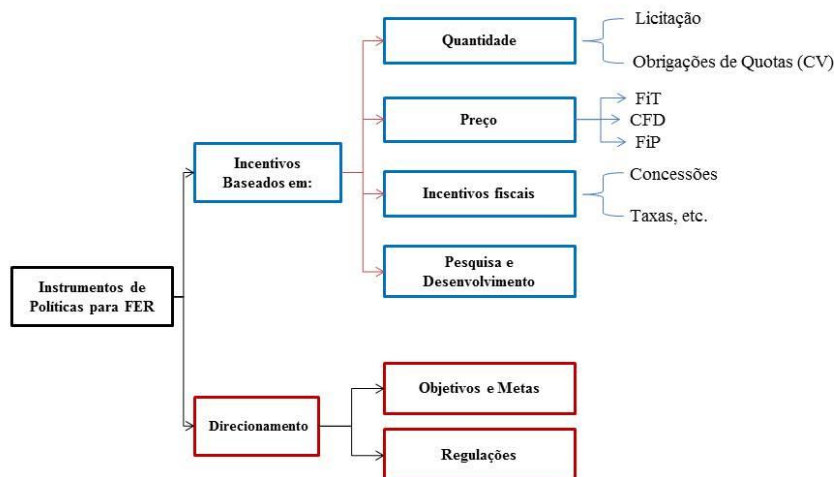 Instrumentos de
Políticas para FER
Incentivos
Baseados em:
Quantidade
Licitação
Obrigações de Quotas (CV)
Preço
FiT
CFD
FiP
Incentivos fiscais
Concessões
Taxas, etc.
Pesquisa e
Desenvolvimento
Direcionamento
Objetivos e Metas
Regulações